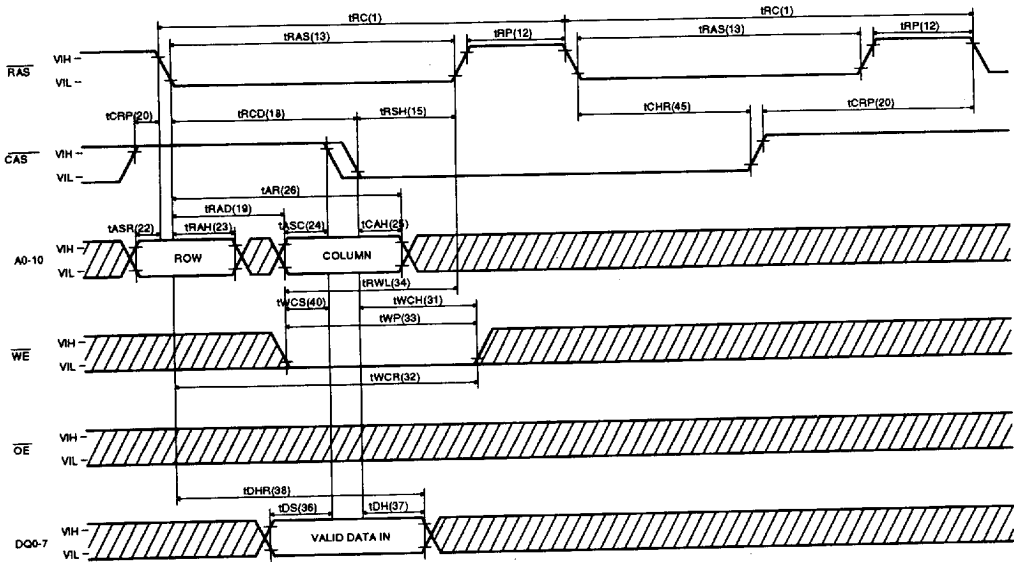 tRC(1) tRC(1)
tRAS(13) tRP(12) tRAS(13) tRP(12)
RAS VIH
VIL
tCRP(20) tRCD(18) tRSH(15) tCHR(45) tCRP(20)
CAS VIH
VIL
tAR(26)
tRAD(19)
tASR(22) tRAH(23) tASC(24) tCAH(25)
A0-10 VIH
VIL
ROW COLUMN
tRWL(34)
tWCS(40) tWCH(31)
tWP(33)
WE VIH
VIL
tWCR(32)
OE VIH
VIL
tDHR(38)
tDS(36) tDH(37)
DQ0-7 VIH
VIL
VALID DATA IN